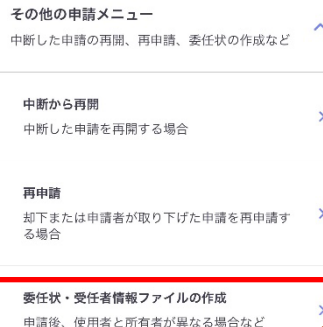 その他の申請メニュー
中断した申請の再開、再申請、委任状の作成など
中断から再開
中断した申請を再開する場合
再申請
却下または申請者が取り下げた申請を再申請す
る場合
委任状・受任者情報ファイルの作成
申請後、使用者と所有者が異なる場合など